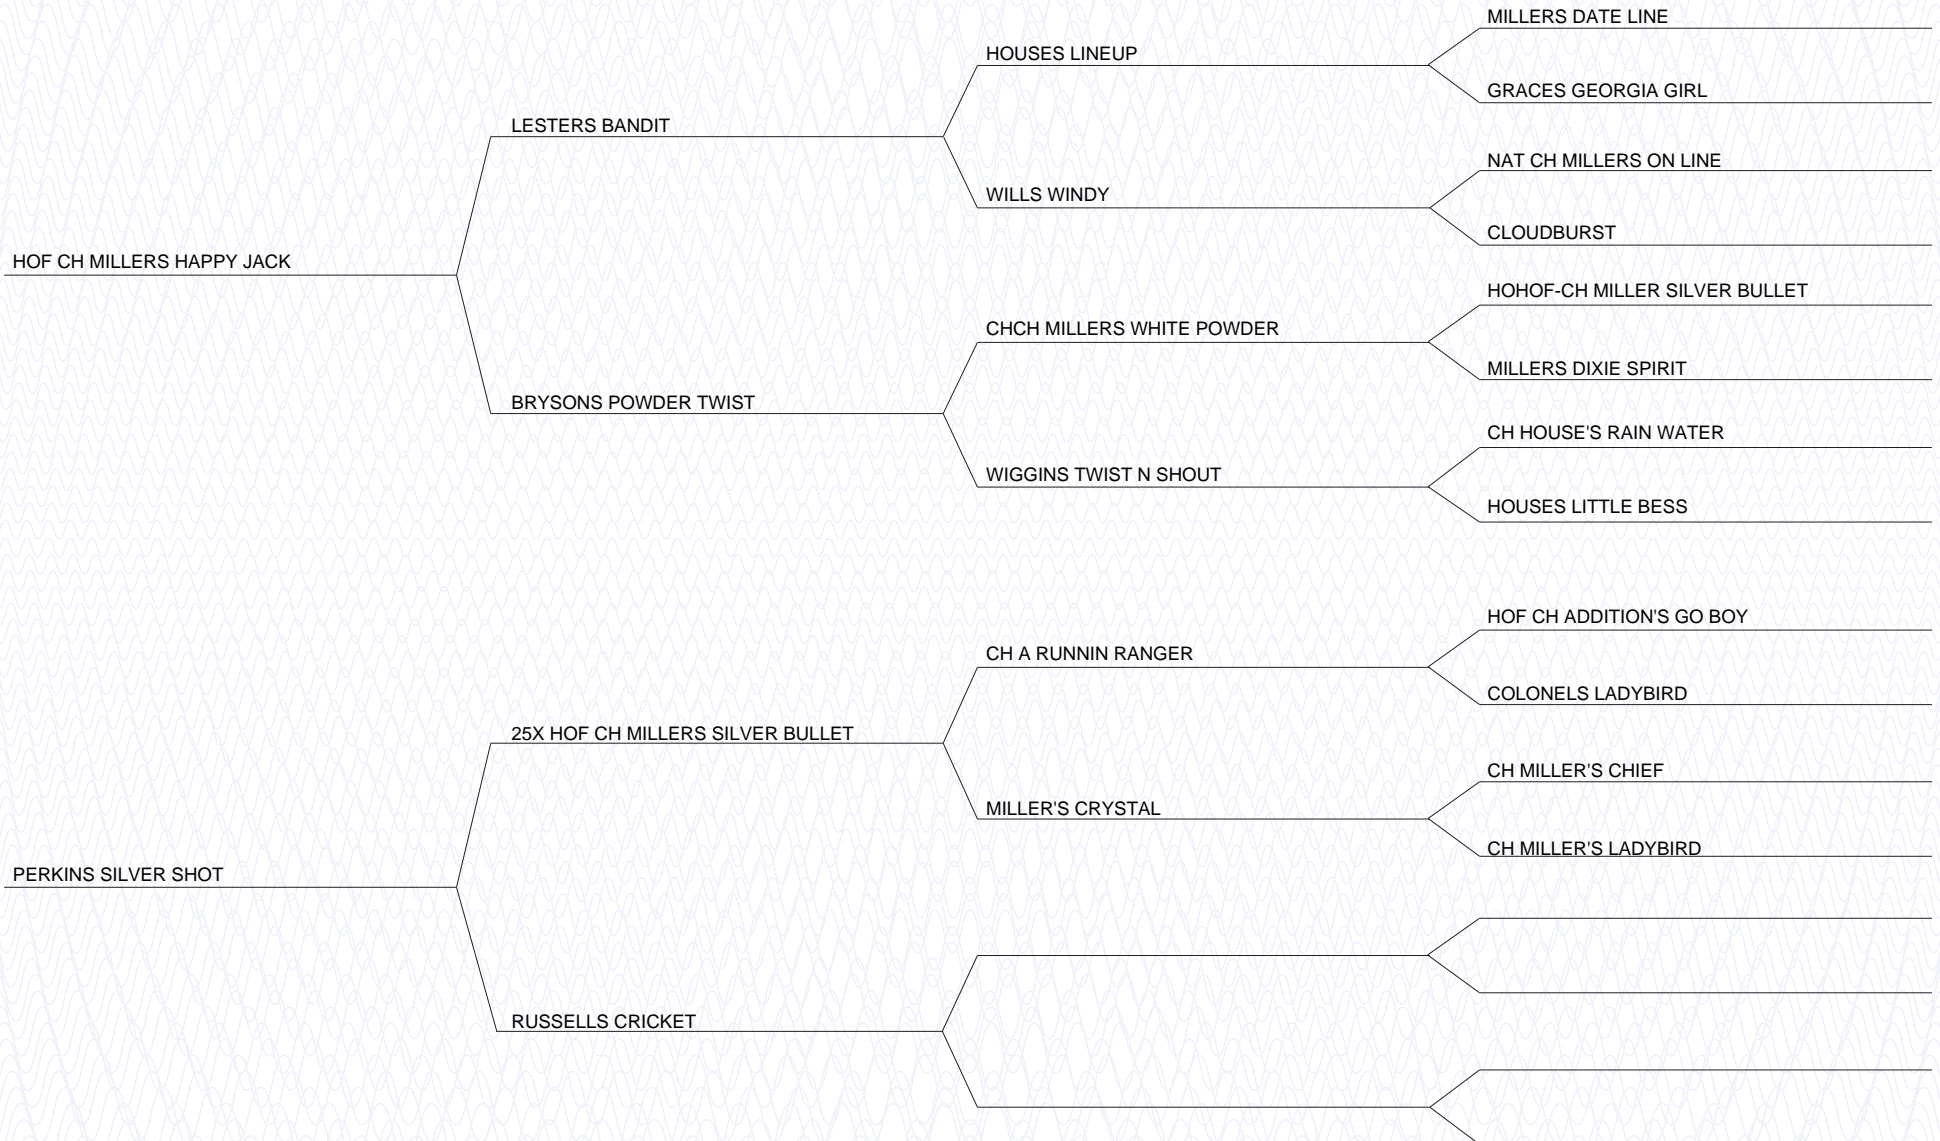 MILLERS DATE LINE
HOUSES LINEUP
GRACES GEORGIA GIRL
LESTERS BANDIT
NAT CH MILLERS ON LINE
WILLS WINDY
CLOUDBURST
HOF CH MILLERS HAPPY JACK
HOHOF-CH MILLER SILVER BULLET
CHCH MILLERS WHITE POWDER
MILLERS DIXIE SPIRIT
BRYSONS POWDER TWIST
CH HOUSE'S RAIN WATER
WIGGINS TWIST N SHOUT
HOUSES LITTLE BESS
HOF CH ADDITION'S GO BOY
CH A RUNNIN RANGER
COLONELS LADYBIRD
25X HOF CH MILLERS SILVER BULLET
CH MILLER'S CHIEF
MILLER'S CRYSTAL
CH MILLER'S LADYBIRD
PERKINS SILVER SHOT
RUSSELLS CRICKET